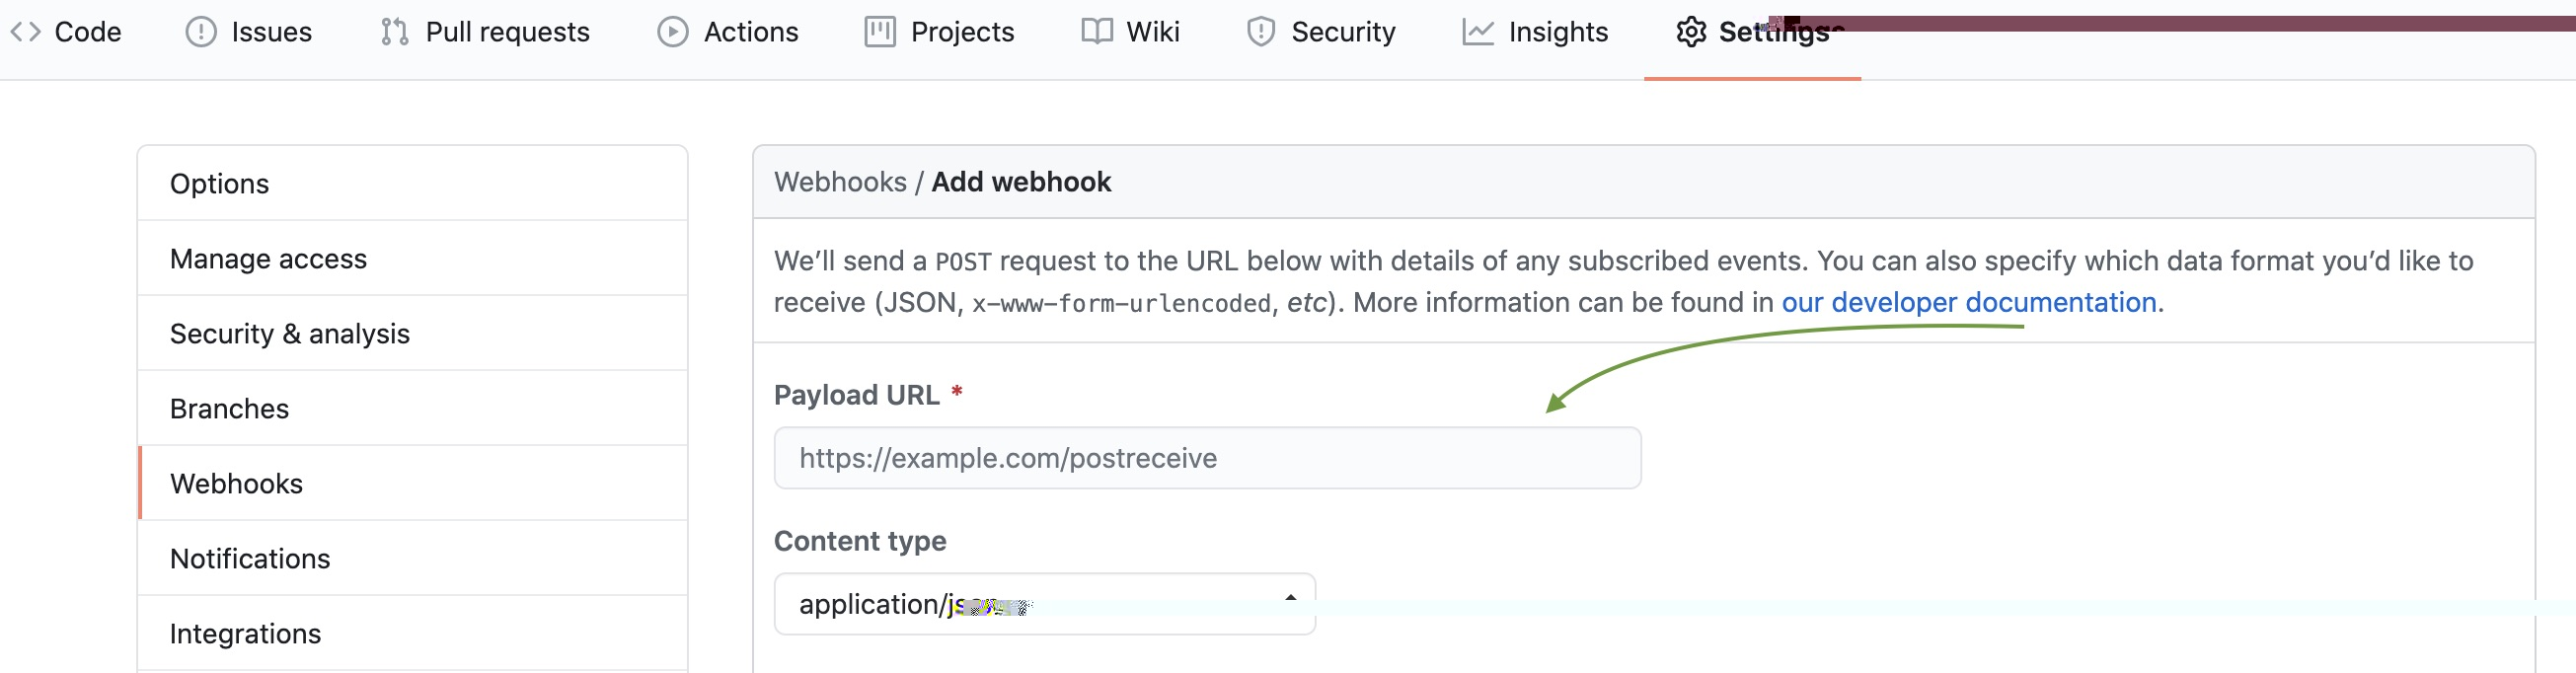 Code Issues Pull requests Actions Projects Wiki Security Insights Settings
Options
Manage access
Security & analysis
Branches
Webhooks
Notifications
Integrations
Webhooks / Add webhook
We’ll send a POST request to the URL below with details of any subscribed events. You can also specify which data format you’d like to
receive (JSON, x-www-form-urlencoded, etc). More information can be found in our developer documentation.
Payload URL *
https://example.com/postreceive
Content type
application/json